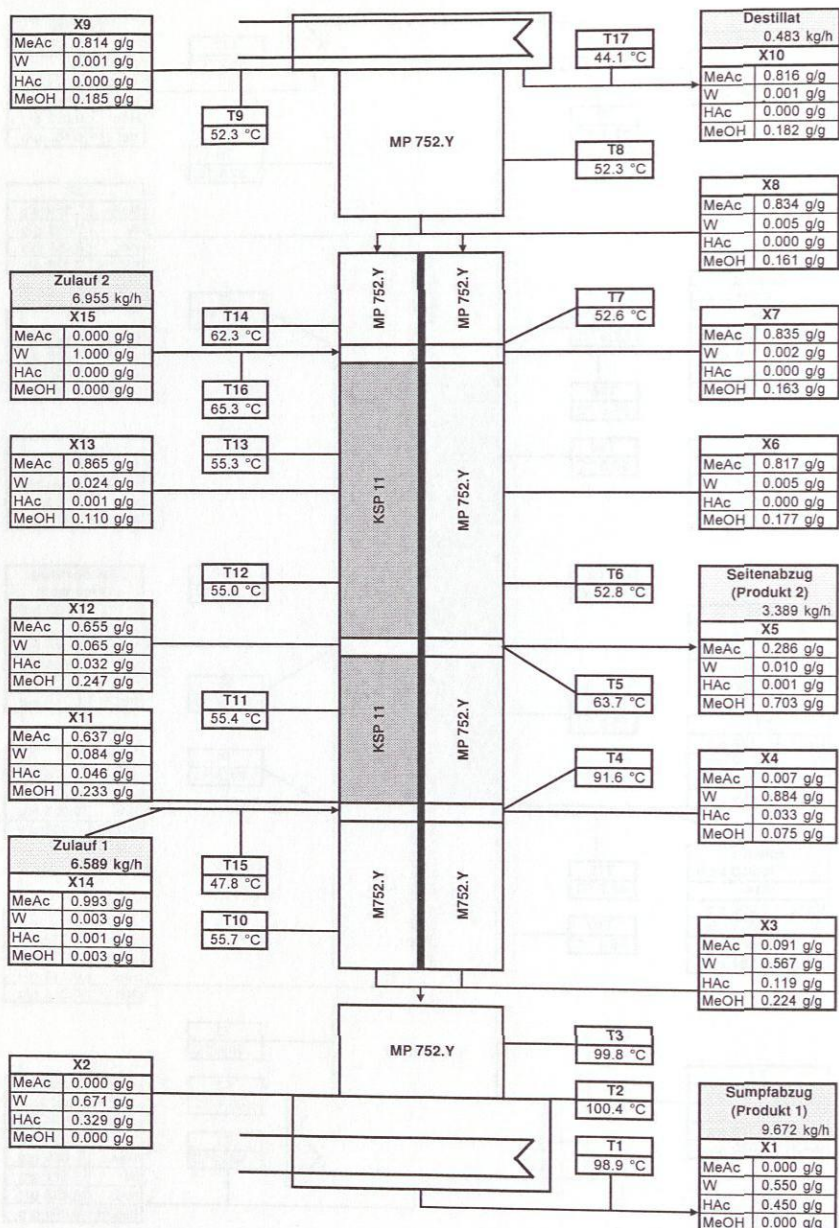 X9
MeAc 0.814 g/g
W 0.001 g/g
HAc 0.000 g/g
MeOH 0.185 g/g
T9
52.3 °C
MP 752.Y
T17
44.1 °C
Destillat
0.483 kg/h
X10
MeAc 0.816 g/g
W 0.001 g/g
HAc 0.000 g/g
MeOH 0.182 g/g
T8
52.3 °C
X8
MeAc 0.834 g/g
W 0.005 g/g
HAc 0.000 g/g
MeOH 0.161 g/g
MP 752.Y
MP 752.Y
Zulauf 2
6.955 kg/h
X15
MeAc 0.000 g/g
W 1.000 g/g
HAc 0.000 g/g
MeOH 0.000 g/g
T14
62.3 °C
T16
65.3 °C
T7
52.6 °C
X7
MeAc 0.835 g/g
W 0.002 g/g
HAc 0.000 g/g
MeOH 0.163 g/g
X13
MeAc 0.865 g/g
W 0.024 g/g
HAc 0.001 g/g
MeOH 0.110 g/g
T13
55.3 °C
KSP 11
MP 752.Y
X6
MeAc 0.817 g/g
W 0.005 g/g
HAc 0.000 g/g
MeOH 0.177 g/g
T12
55.0 °C
T6
52.8 °C
Seitenabzug
(Produkt 2)
3.389 kg/h
X5
MeAc 0.286 g/g
W 0.010 g/g
HAc 0.001 g/g
MeOH 0.703 g/g
X12
MeAc 0.655 g/g
W 0.065 g/g
HAc 0.032 g/g
MeOH 0.247 g/g
T11
55.4 °C
KSP 11
MP 752.Y
T5
63.7 °C
T4
91.6 °C
X11
MeAc 0.637 g/g
W 0.084 g/g
HAc 0.046 g/g
MeOH 0.233 g/g
X4
MeAc 0.007 g/g
W 0.884 g/g
HAc 0.033 g/g
MeOH 0.075 g/g
Zulauf 1
6.589 kg/h
X14
MeAc 0.993 g/g
W 0.003 g/g
HAc 0.001 g/g
MeOH 0.003 g/g
T15
47.8 °C
T10
55.7 °C
M752.Y
M752.Y
X3
MeAc 0.091 g/g
W 0.567 g/g
HAc 0.119 g/g
MeOH 0.224 g/g
MP 752.Y
T3
99.8 °C
T2
100.4 °C
T1
98.9 °C
X2
MeAc 0.000 g/g
W 0.671 g/g
HAc 0.329 g/g
MeOH 0.000 g/g
Sumpfabzug
(Produkt 1)
9.672 kg/h
X1
MeAc 0.000 g/g
W 0.550 g/g
HAc 0.450 g/g
MeOH 0.000 g/g